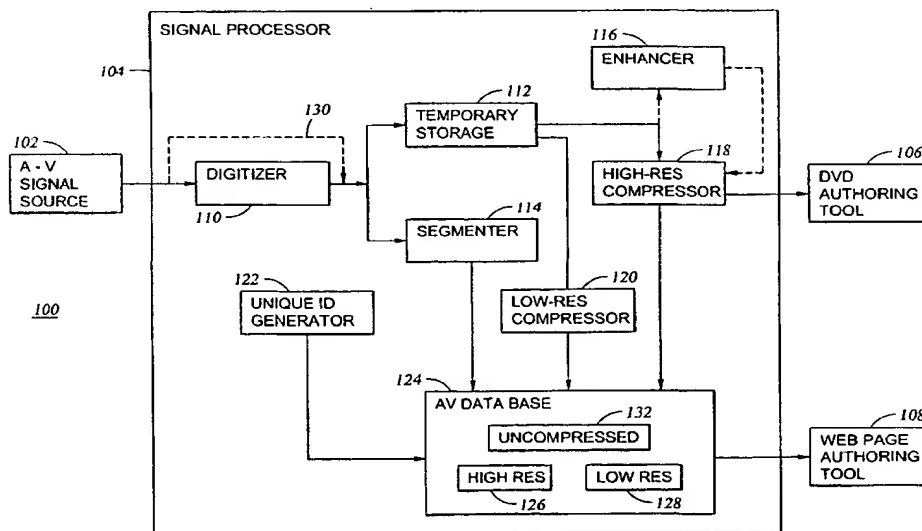 SIGNAL PROCESSOR
104
116
ENHANCER
112
TEMPORARY
STORAGE
130
102
A - V
SIGNAL
SOURCE
DIGITIZER
110
118
HIGH-RES
COMPRESSOR
106
DVD
AUTHORING
TOOL
114
SEGMENTER
122
UNIQUE ID
GENERATOR
100
120
LOW-RES
COMPRESSOR
124
AV DATA BASE
132
UNCOMPRESSED
HIGH RES
126
LOW RES
128
108
WEB PAGE
AUTHORING
TOOL